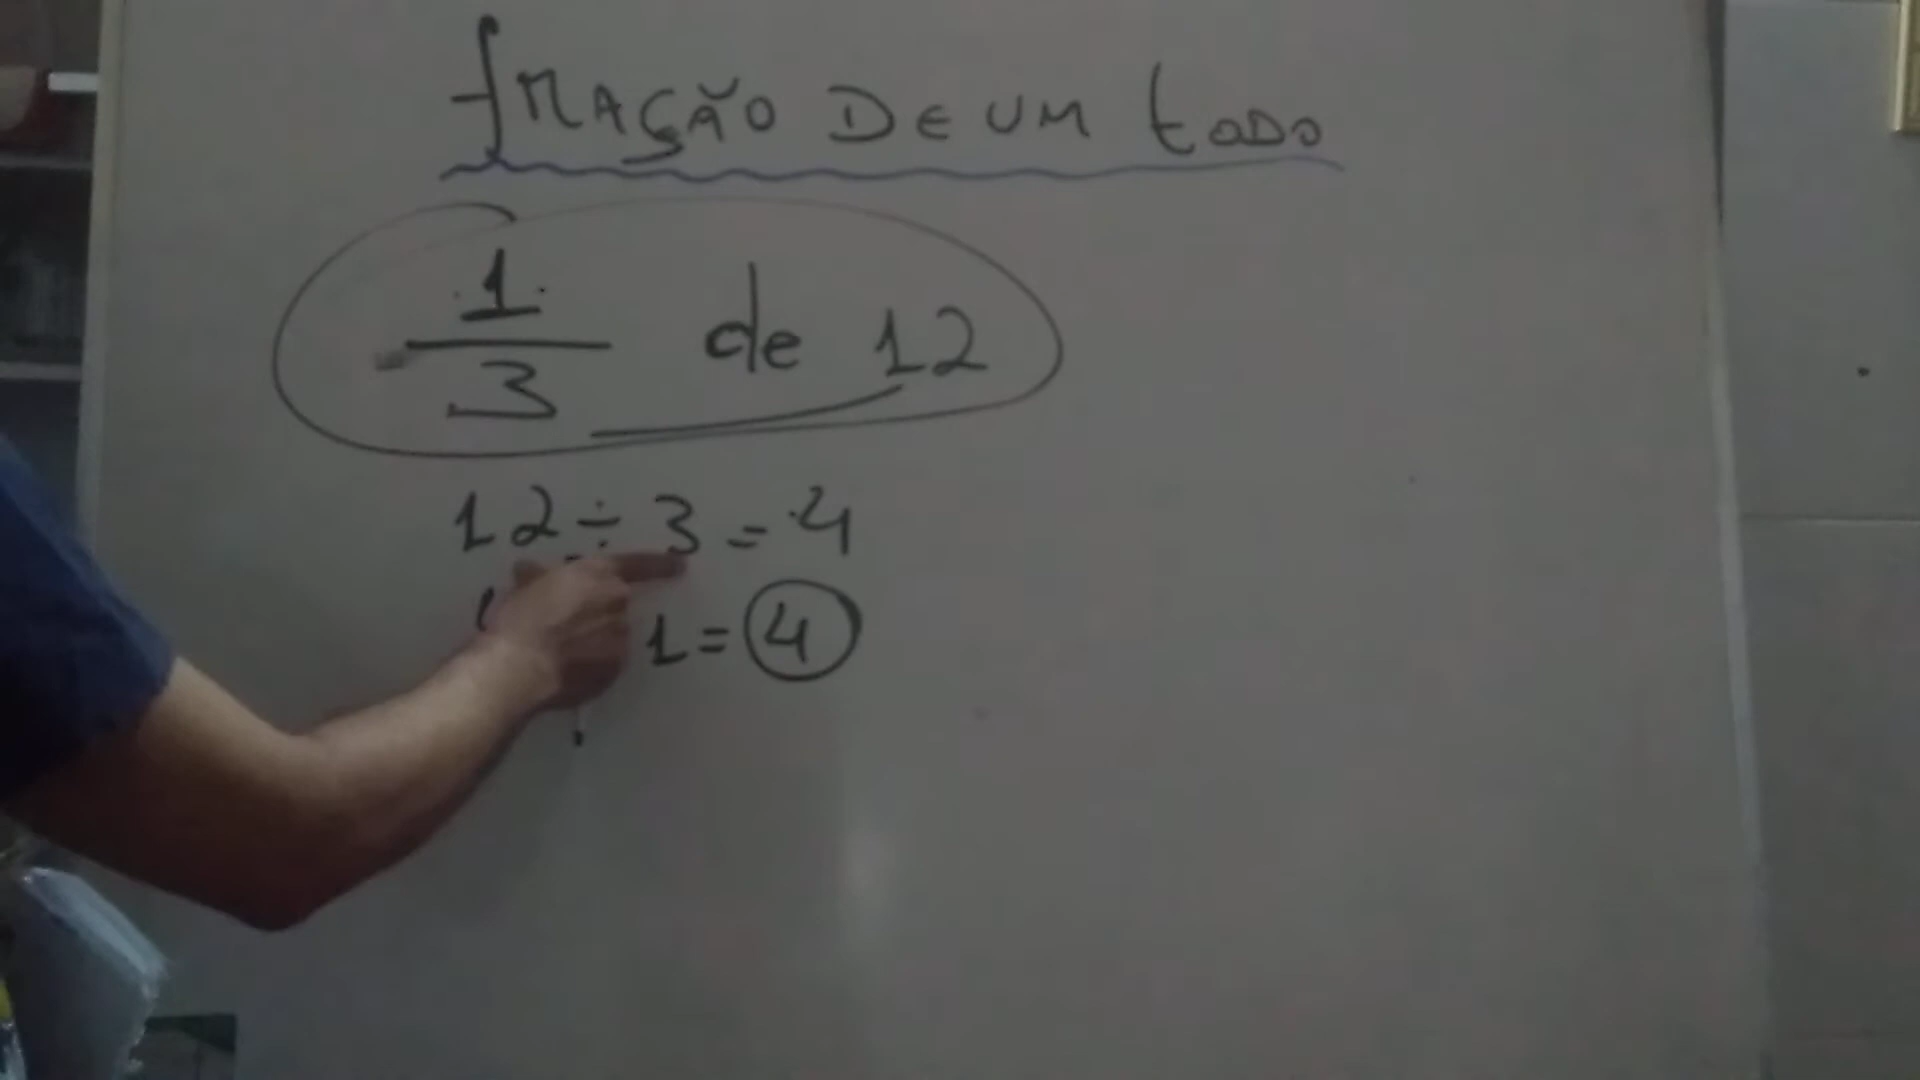 fRAÇÃO DE UM todo
1
3
de 12
12 ÷ 3 = 4
1 = 4